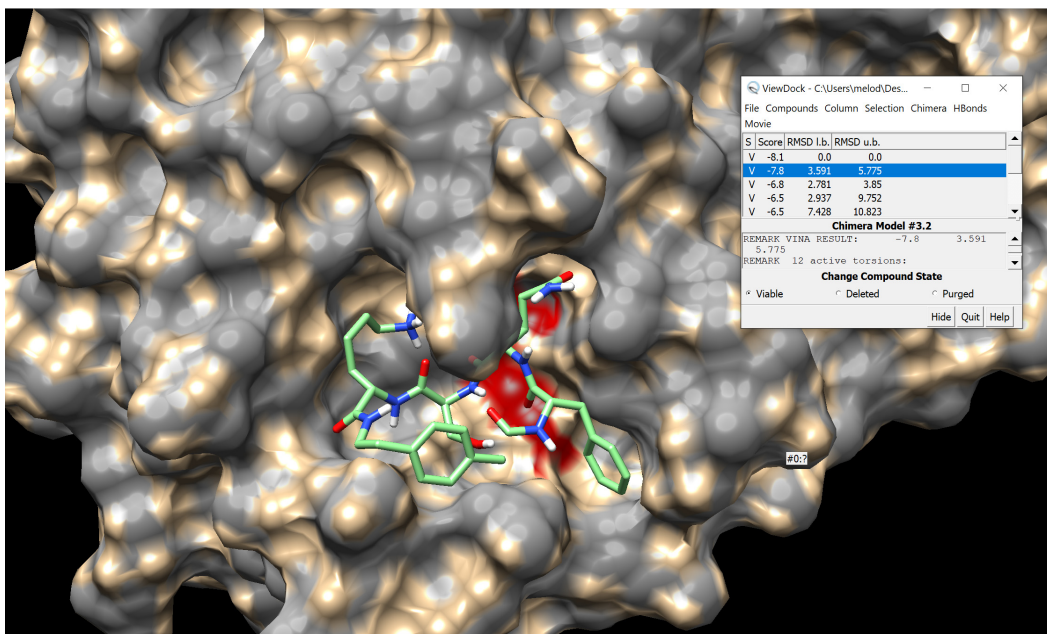 ViewDock - C:\Users\melod\Des...
File Compounds Column Selection Chimera HBonds
Movie
S Score RMSD l.b. RMSD u.b.
V -8.1 0.0 0.0
V -7.8 3.591 5.775
V -6.8 2.781 3.85
V -6.5 2.937 9.752
V -6.5 7.428 10.823
Chimera Model #3.2
REMARK VINA RESULT: -7.8 3.591
5.775
REMARK 12 active torsions:
Change Compound State
Viable Deleted Purged
Hide Quit Help
#0:?